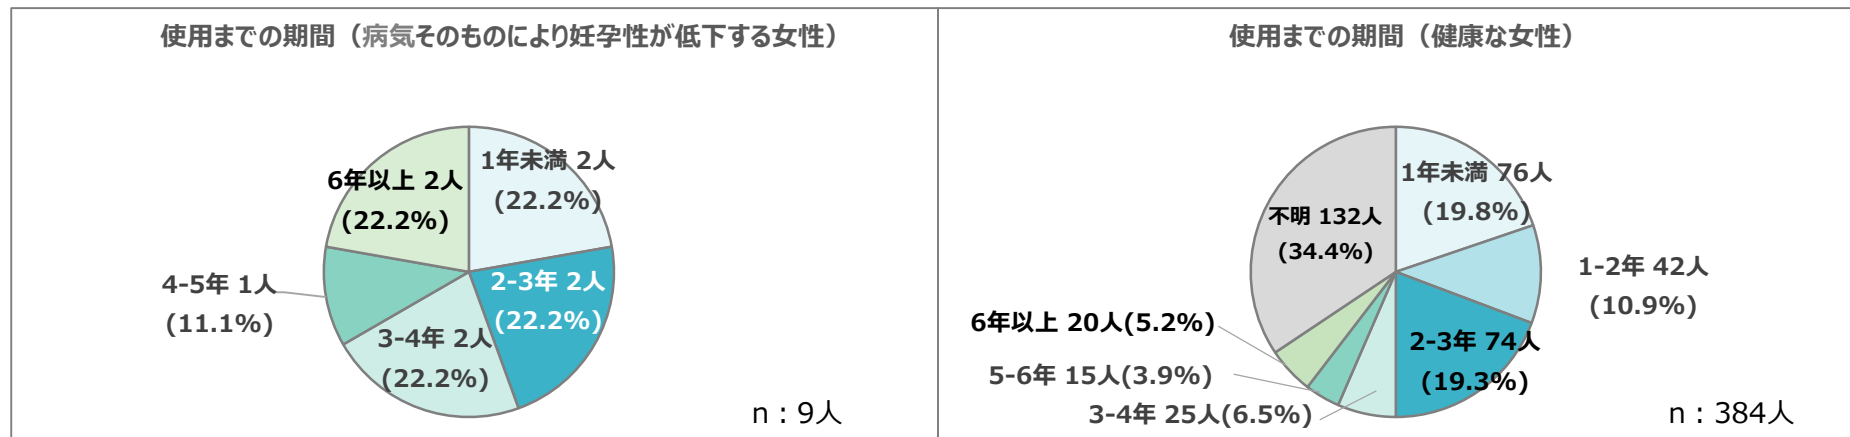 使用までの期間（病気そのものにより妊孕性が低下する女性）
1年未満 2人
(22.2%)
2-3年 2人
(22.2%)
3-4年 2人
(22.2%)
4-5年 1人
(11.1%)
6年以上 2人
(22.2%)
n：9人
使用までの期間（健康な女性）
1年未満 76人
(19.8%)
1-2年 42人
(10.9%)
2-3年 74人
(19.3%)
3-4年 25人(6.5%)
5-6年 15人(3.9%)
6年以上 20人(5.2%)
不明 132人
(34.4%)
n：384人